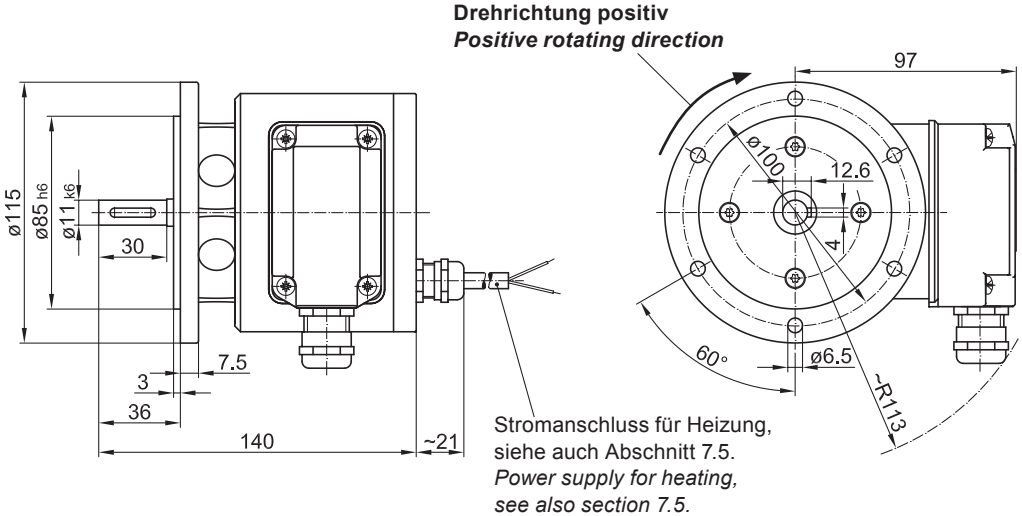 Drehrichtung positiv
Positive rotating direction
97
ø115
ø85 h6
ø11 k6
30
ø100
12.6
4
7.5
3
36
140
~21
60°
ø6.5
~R113
Stromanschluss für Heizung,
siehe auch Abschnitt 7.5.
Power supply for heating,
see also section 7.5.